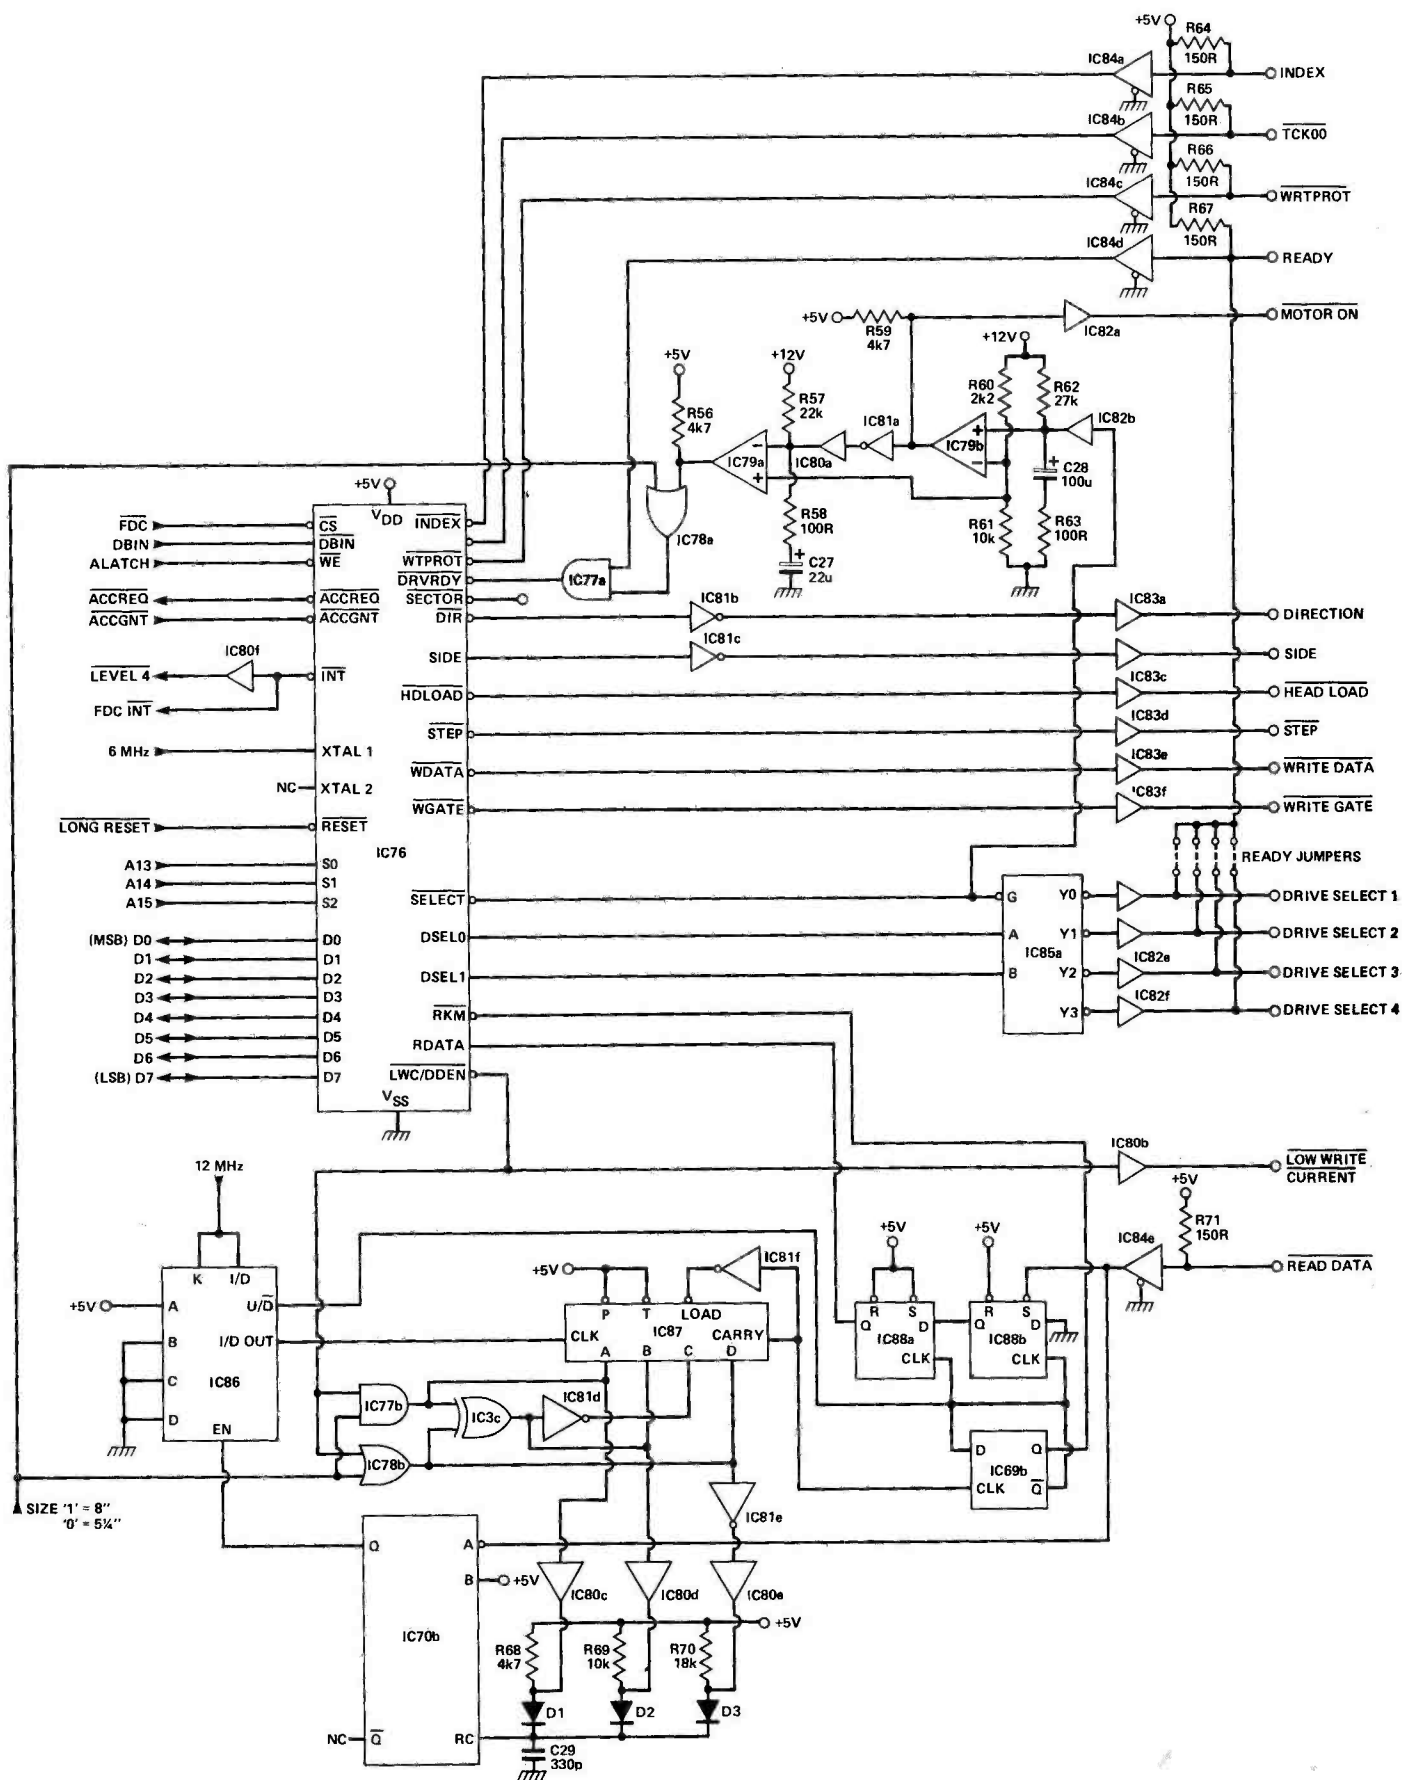 +5V
R64
150R
IC84a
INDEX
R65
150R
IC84b
TCK00
R66
150R
IC84c
WRTPROT
R67
150R
IC84d
READY
+5V
R59
4k7
IC82a
MOTOR ON
+5V
R56
4k7
+12V
R57
22k
+12V
R60
2k2
R62
27k
IC82b
IC81a
IC79a
IC80a
IC79b
C28
100u
R58
100R
R61
10k
R63
100R
C27
22u
IC78a
IC77a
+5V
VDD
FDC
CS
INDEX
DBIN
DBIN
ALATCH
WE
WTPROT
DRVRDY
ACCREQ
ACCREQ
SECTOR
ACCGNT
ACCGNT
DIR
IC81b
IC83a
DIRECTION
IC81c
SIDE
SIDE
IC80f
LEVEL 4
INT
HDLOAD
IC83c
HEAD LOAD
FDC INT
STEP
IC83d
STEP
6 MHz
XTAL 1
WDATA
IC83e
WRITE DATA
NC
XTAL 2
WGATE
IC83f
WRITE GATE
LONG RESET
RESET
IC76
READY JUMPERS
A13
S0
A14
S1
A15
S2
SELECT
G
Y0
DRIVE SELECT 1
(MSB) D0
D0
DSEL0
A
Y1
DRIVE SELECT 2
D1
D1
IC85a
D2
D2
DSEL1
B
Y2
IC82e
DRIVE SELECT 3
D3
D3
D4
D4
RKM
Y3
IC82f
DRIVE SELECT 4
D5
D5
RDATA
D6
D6
(LSB) D7
D7
LWC/DDEN
VSS
12 MHz
IC80b
LOW WRITE
CURRENT
+5V
R71
150R
IC84e
READ DATA
K
I/D
+5V
A
U/D
B
I/D OUT
C
IC86
D
EN
+5V
IC81f
P
T
LOAD
CLK
IC87
CARRY
A
B
C
D
+5V
+5V
R
S
Q
D
IC88a
CLK
R
S
Q
D
IC88b
CLK
IC77b
IC3c
IC81d
IC78b
D
Q
IC69b
CLK
Q
SIZE '1' = 8"
'0' = 5¼"
IC81e
Q
A
B
+5V
IC80c
IC80d
IC80e
IC70b
+5V
R68
4k7
R69
10k
R70
18k
D1
D2
D3
NC
Q
RC
C29
330p